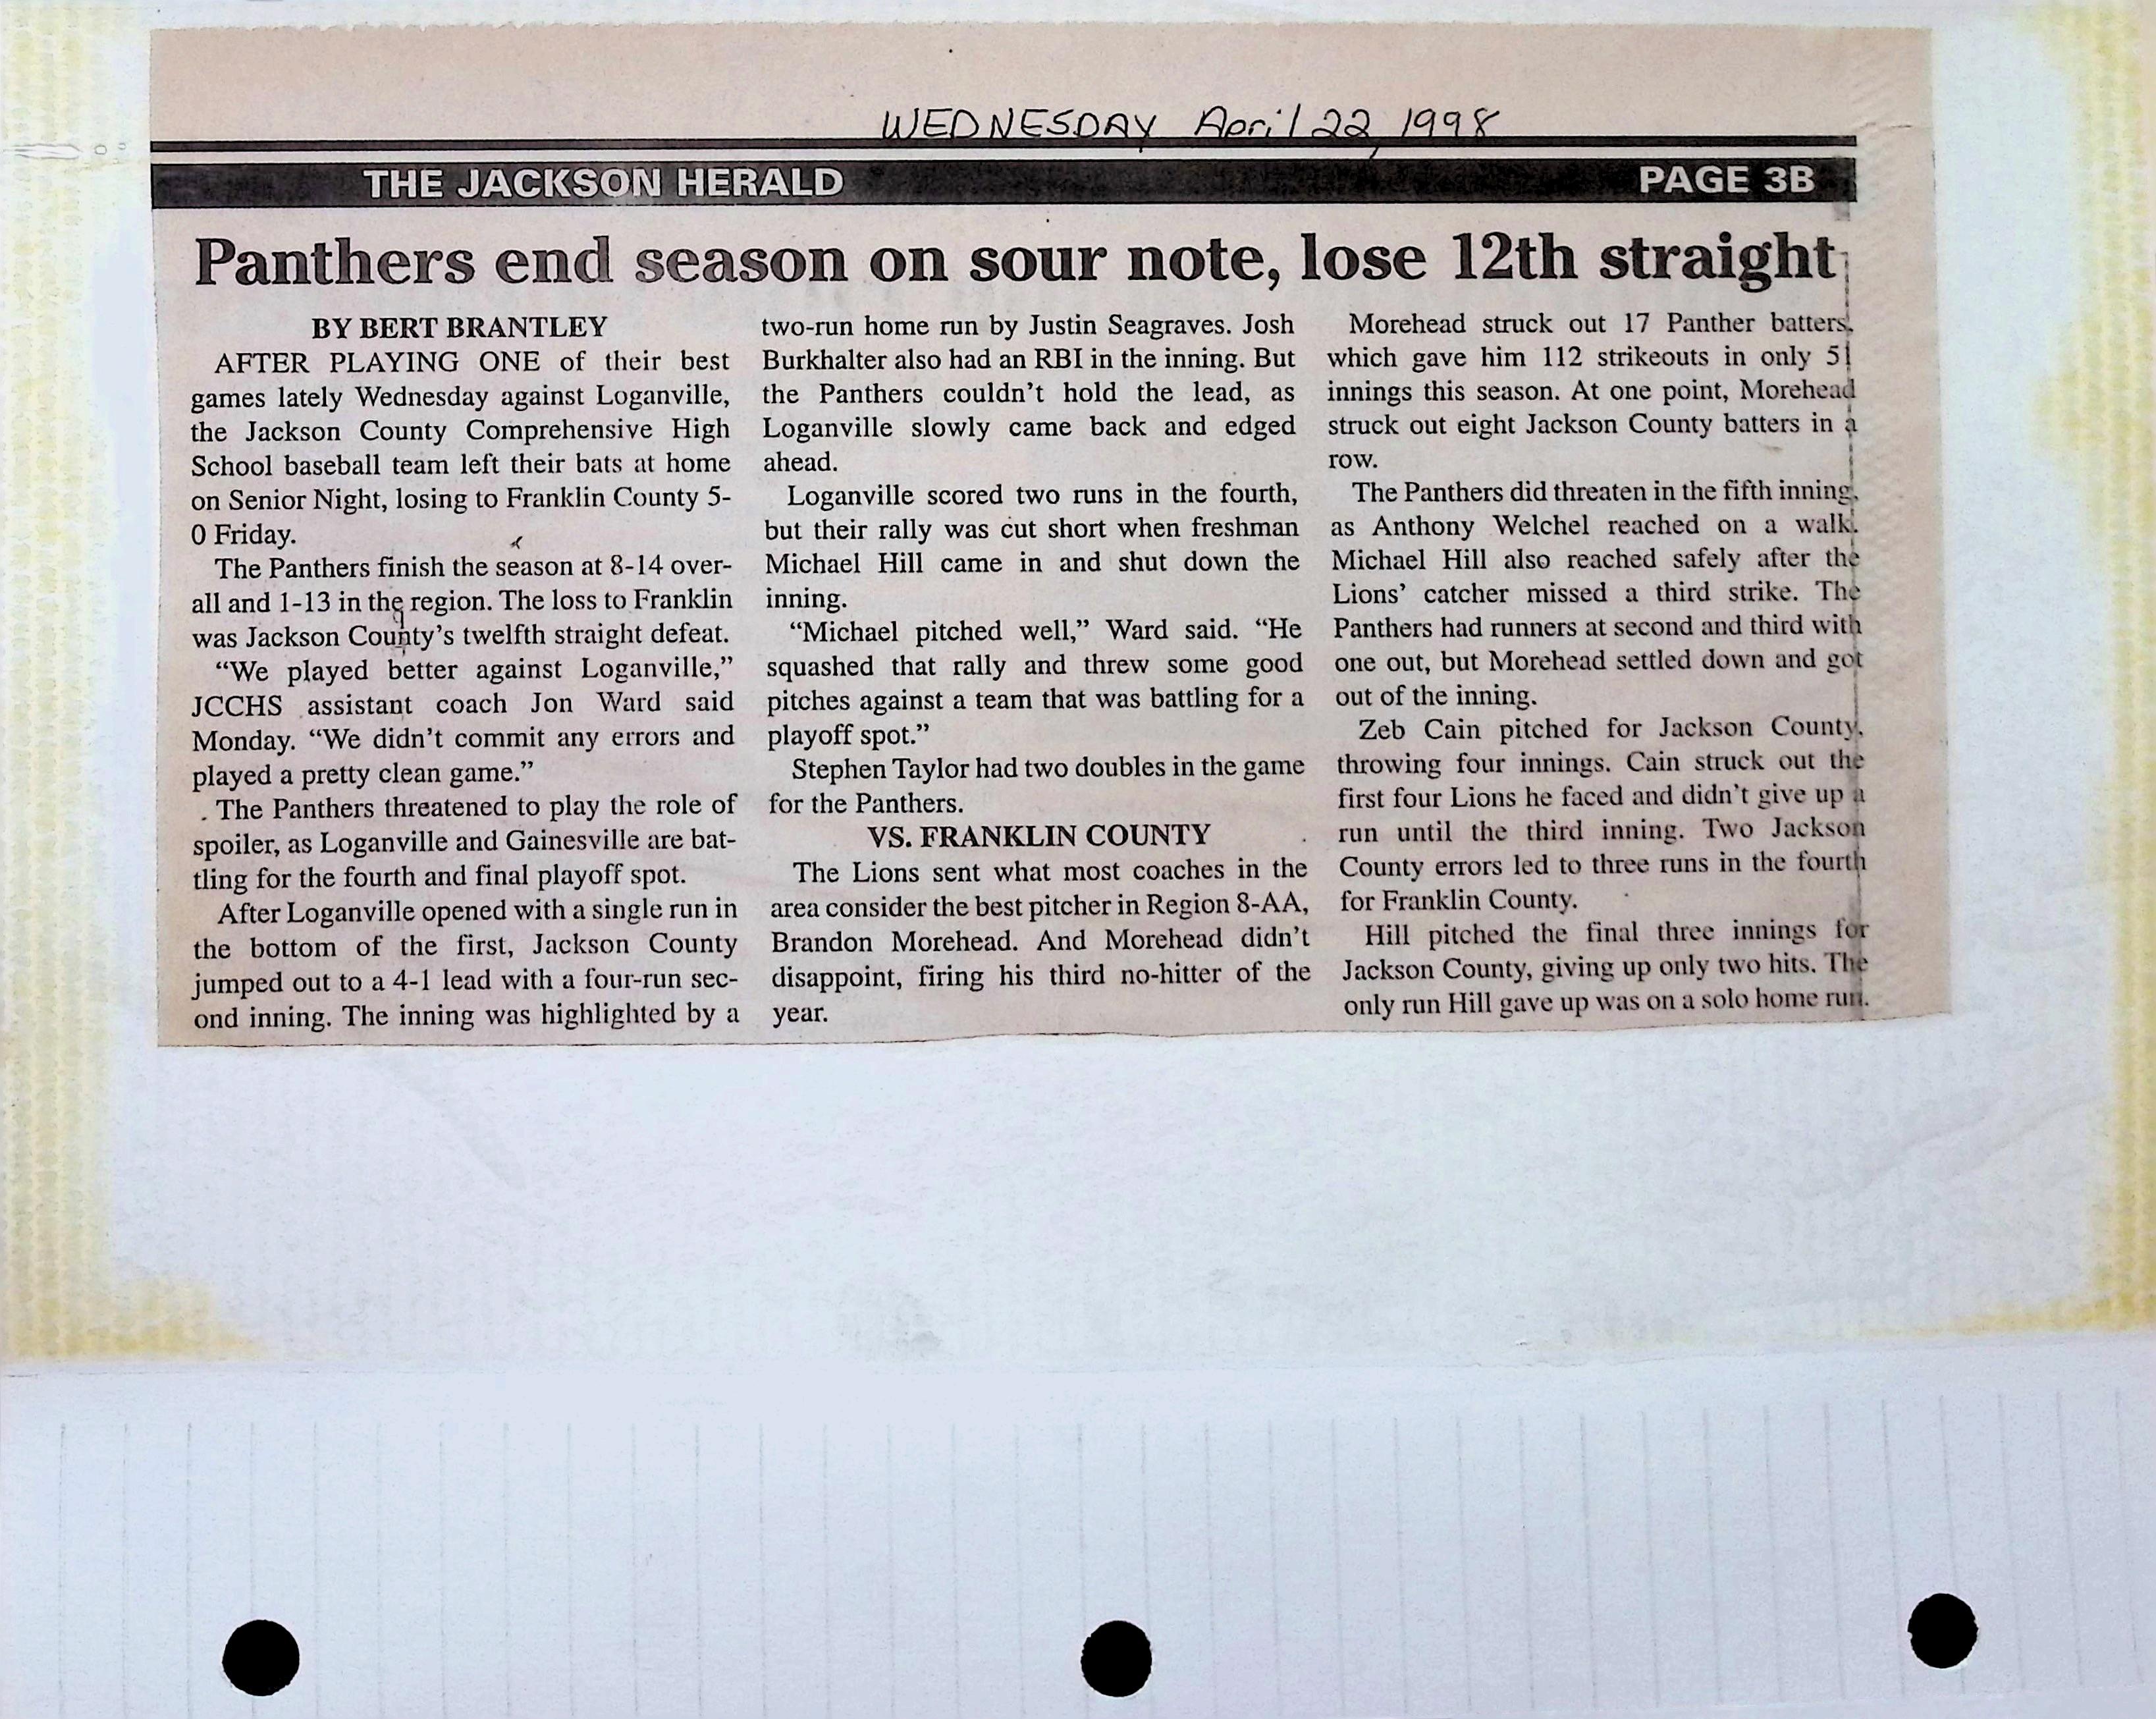 WEDNESDAY April 22, 1998
THE JACKSON HERALD PAGE 3B
Panthers end season on sour note, lose 12th straight
BY BERT BRANTLEY
AFTER PLAYING ONE of their best
games lately Wednesday against Loganville,
the Jackson County Comprehensive High
School baseball team left their bats at home
on Senior Night, losing to Franklin County 5-
0 Friday.
The Panthers finish the season at 8-14 over-
all and 1-13 in the region. The loss to Franklin
was Jackson County's twelfth straight defeat.
“We played better against Loganville,”
JCCHS assistant coach Jon Ward said
Monday. “We didn't commit any errors and
played a pretty clean game.”
The Panthers threatened to play the role of
spoiler, as Loganville and Gainesville are bat-
tling for the fourth and final playoff spot.
After Loganville opened with a single run in
the bottom of the first, Jackson County
jumped out to a 4-1 lead with a four-run sec-
ond inning. The inning was highlighted by a
two-run home run by Justin Seagraves. Josh
Burkhalter also had an RBI in the inning. But
the Panthers couldn't hold the lead, as
Loganville slowly came back and edged
ahead.
Loganville scored two runs in the fourth,
but their rally was cut short when freshman
Michael Hill came in and shut down the
inning.
“Michael pitched well,” Ward said. “He
squashed that rally and threw some good
pitches against a team that was battling for a
playoff spot.”
Stephen Taylor had two doubles in the game
for the Panthers.
VS. FRANKLIN COUNTY
The Lions sent what most coaches in the
area consider the best pitcher in Region 8-AA,
Brandon Morehead. And Morehead didn't
disappoint, firing his third no-hitter of the
year.
Morehead struck out 17 Panther batters,
which gave him 112 strikeouts in only 51
innings this season. At one point, Morehead
struck out eight Jackson County batters in a
row.
The Panthers did threaten in the fifth inning,
as Anthony Welchel reached on a walk.
Michael Hill also reached safely after the
Lions' catcher missed a third strike. The
Panthers had runners at second and third with
one out, but Morehead settled down and got
out of the inning.
Zeb Cain pitched for Jackson County,
throwing four innings. Cain struck out the
first four Lions he faced and didn't give up a
run until the third inning. Two Jackson
County errors led to three runs in the fourth
for Franklin County.
Hill pitched the final three innings for
Jackson County, giving up only two hits. The
only run Hill gave up was on a solo home run.